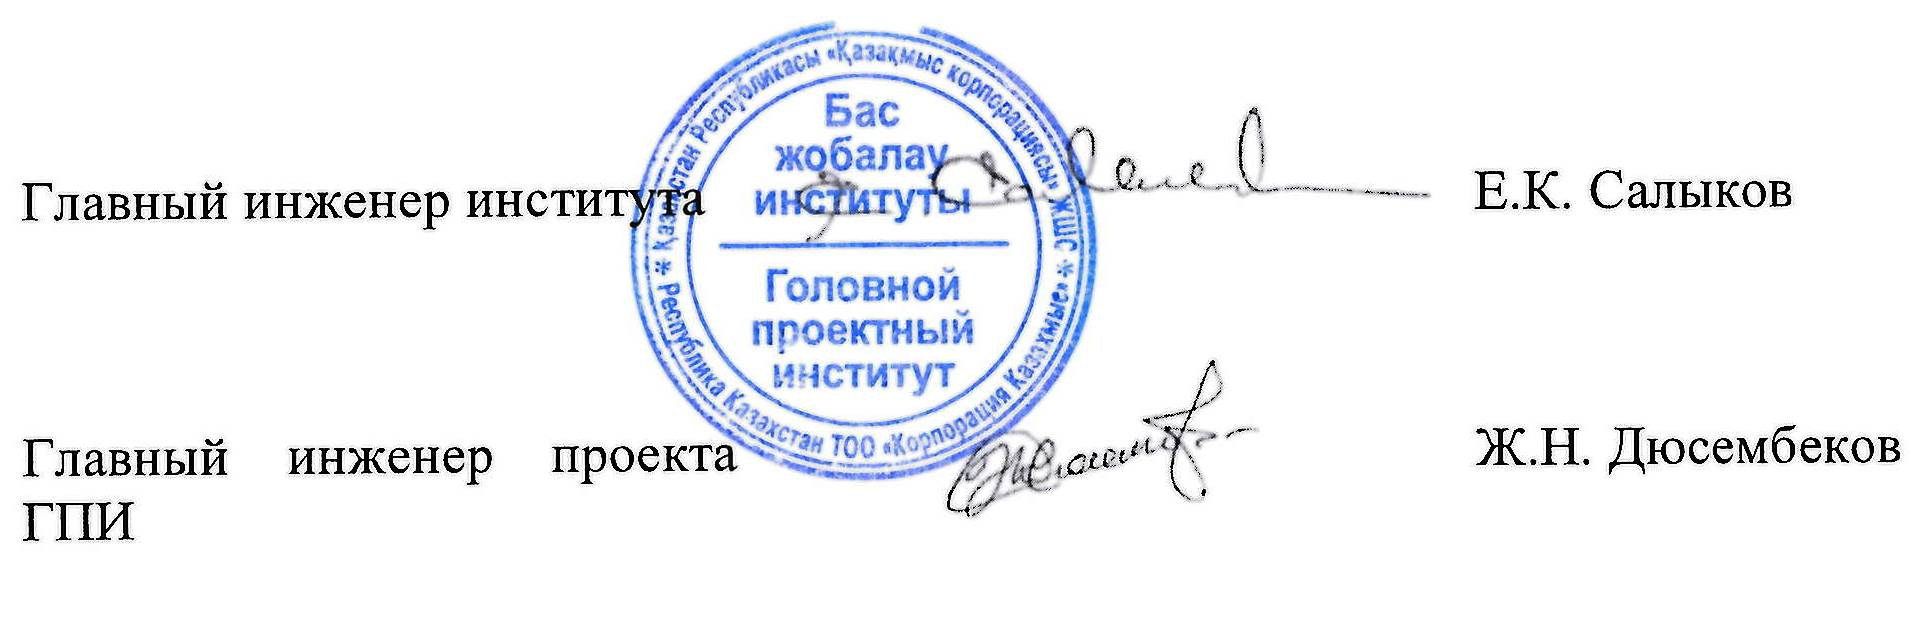 Қазақстан Республикасы «Қазақмыс корпорациясы» ЖШС
Бас
жобалау
институты
Главный инженер института
Е.К. Салыков
Головной
проектный
институт
* Республика Казахстан ТОО «Корпорация Казахмыс» *
Главный инженер проекта
Ж.Н. Дюсембеков
ГПИ